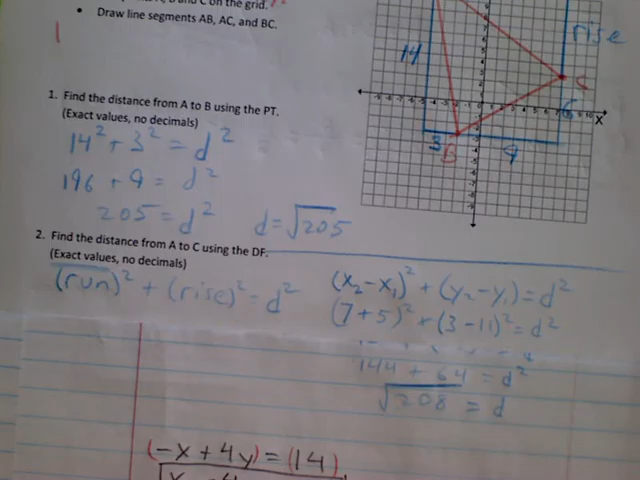 Draw line segments AB, AC, and BC.
rise
14
C
1. Find the distance from A to B using the PT.
(Exact values, no decimals)
6
x
14² + 3² = d²
3 B 9
196 + 9 = d²
205 = d² d = √205
2. Find the distance from A to C using the DF.
(Exact values, no decimals)
(run)² + (rise)² = d²
(x₂-x₁)² + (y₂-y₁) = d²
(7+5)² + (3-11)² = d²
144 + 64 = d²
√208 = d
(-x + 4y) = (14)